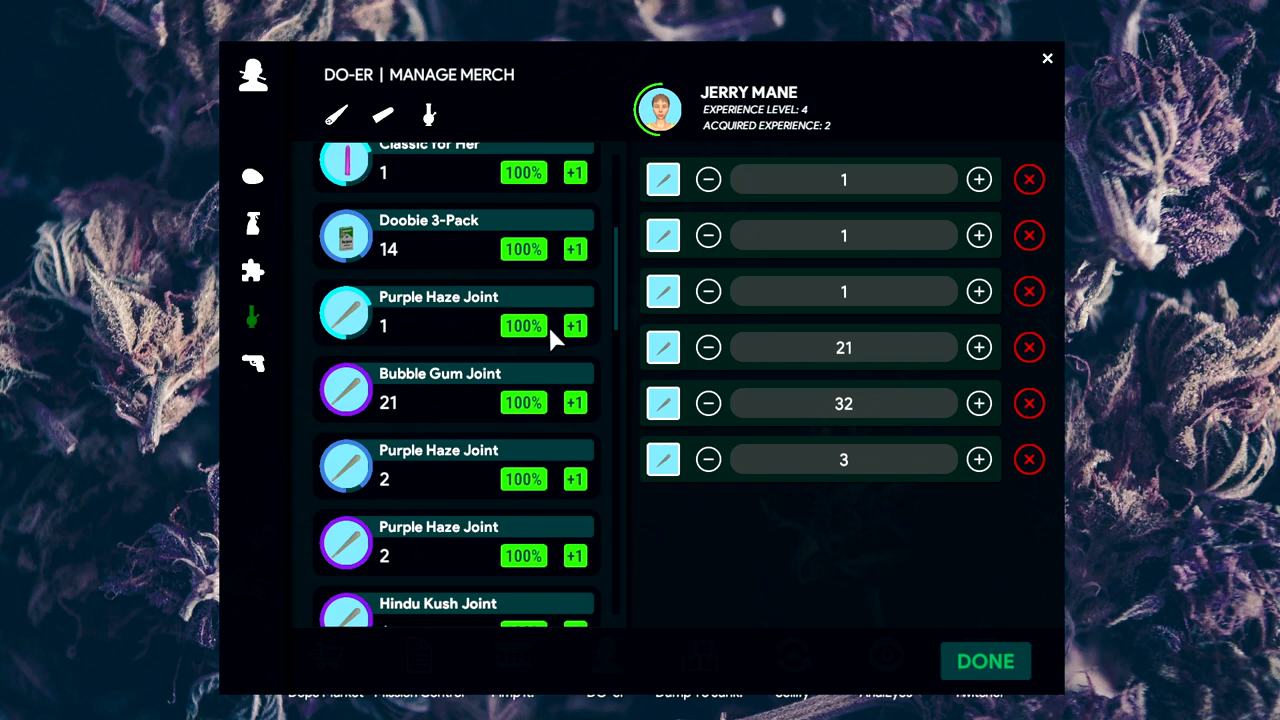 DO-ER | MANAGE MERCH
Classic for Her
1
100%
+1
Doobie 3-Pack
14
100%
+1
Purple Haze Joint
1
100%
+1
Bubble Gum Joint
21
100%
+1
Purple Haze Joint
2
100%
+1
Purple Haze Joint
2
100%
+1
Hindu Kush Joint
JERRY MANE
EXPERIENCE LEVEL: 4
ACQUIRED EXPERIENCE: 2
1
1
1
21
32
3
DONE